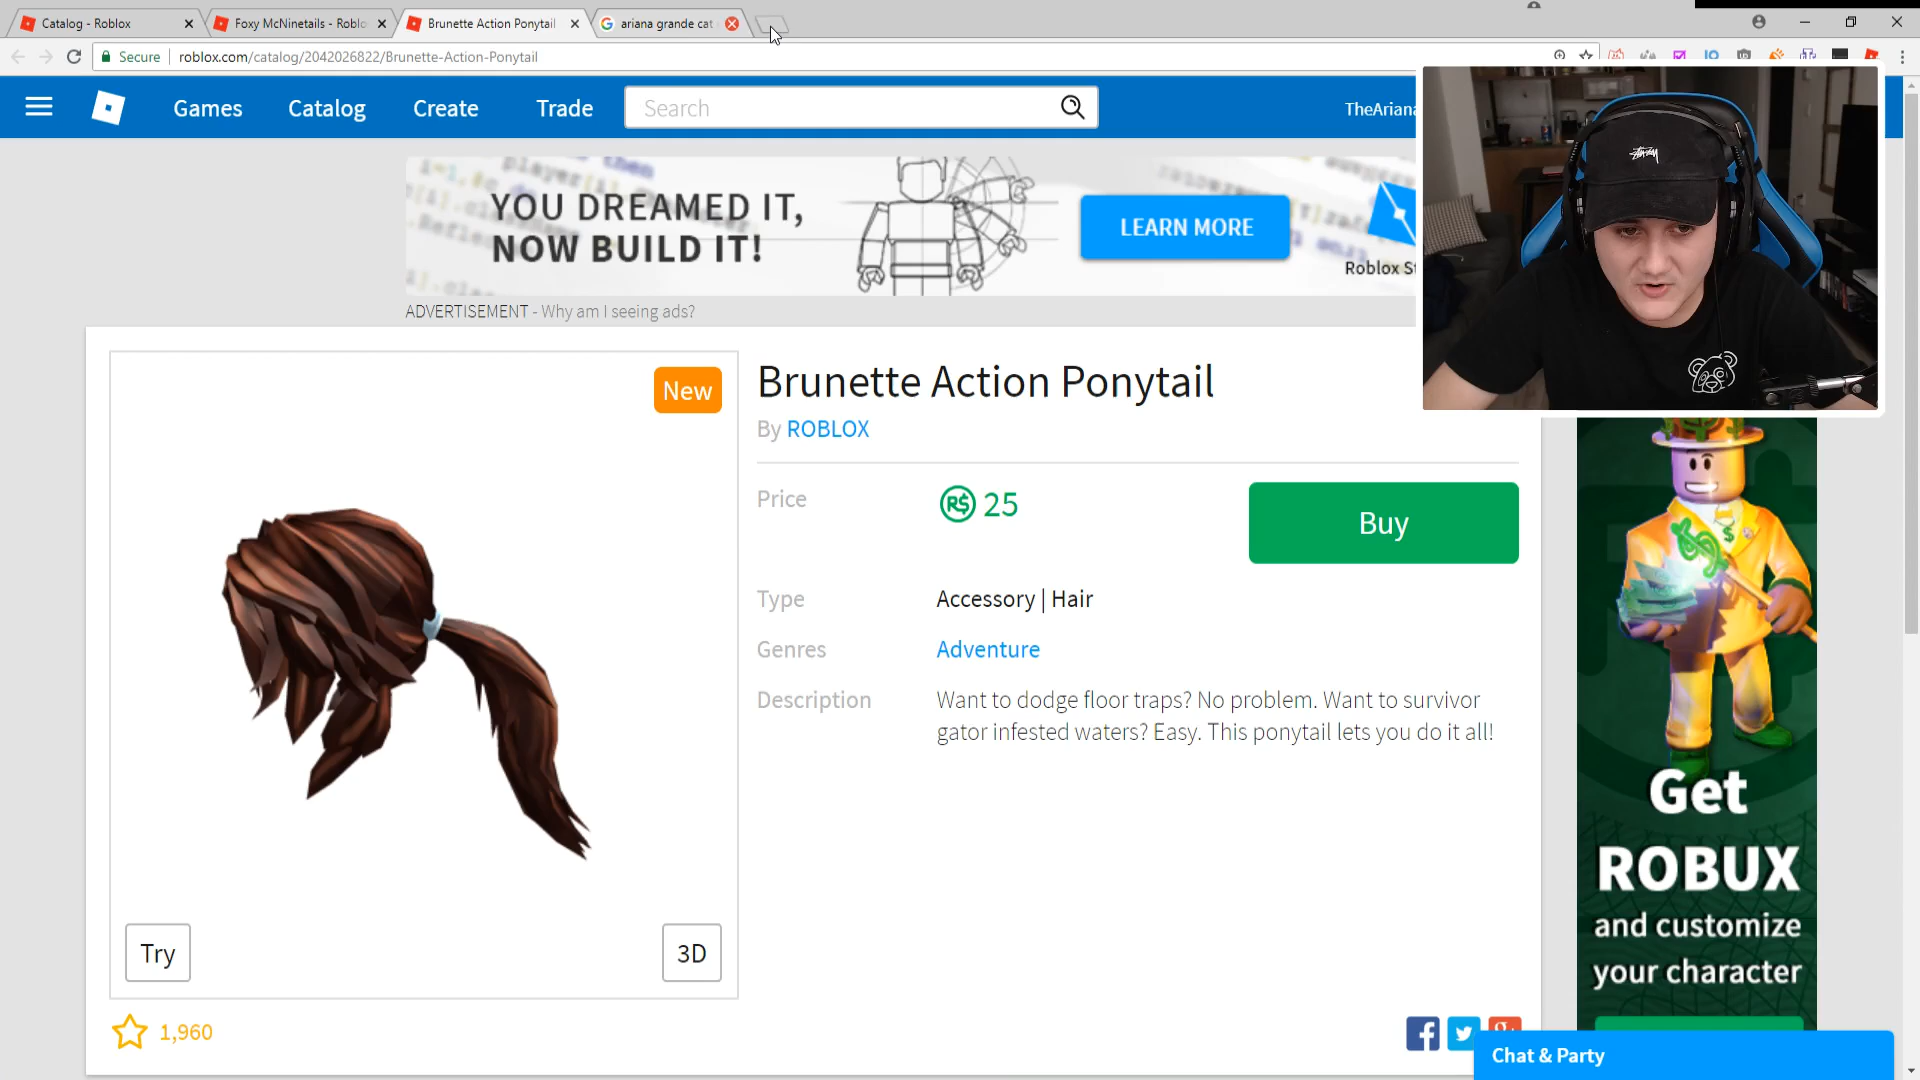 Catalog - Roblox
Foxy McNinetails - Roblo
Brunette Action Ponytail
ariana grande cat
Secure
roblox.com/catalog/2042026822/Brunette-Action-Ponytail
Games
Catalog
Create
Trade
Search
TheAriana
YOU DREAMED IT,
NOW BUILD IT!
LEARN MORE
Roblox St
ADVERTISEMENT - Why am I seeing ads?
New
Brunette Action Ponytail
By ROBLOX
Price
R$ 25
Buy
Type
Accessory | Hair
Genres
Adventure
Description
Want to dodge floor traps? No problem. Want to survivor
gator infested waters? Easy. This ponytail lets you do it all!
Try
3D
1,960
Get
ROBUX
and customize
your character
Chat & Party